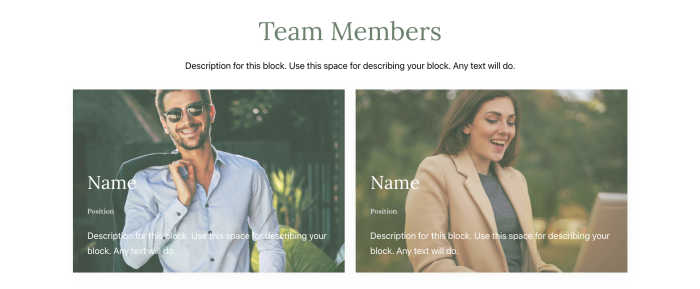 Team Members
Description for this block. Use this space for describing your block. Any text will do.
Name
Position
Description for this block. Use this space for describing your
block. Any text will do.
Name
Position
Description for this block. Use this space for describing your
block. Any text will do.